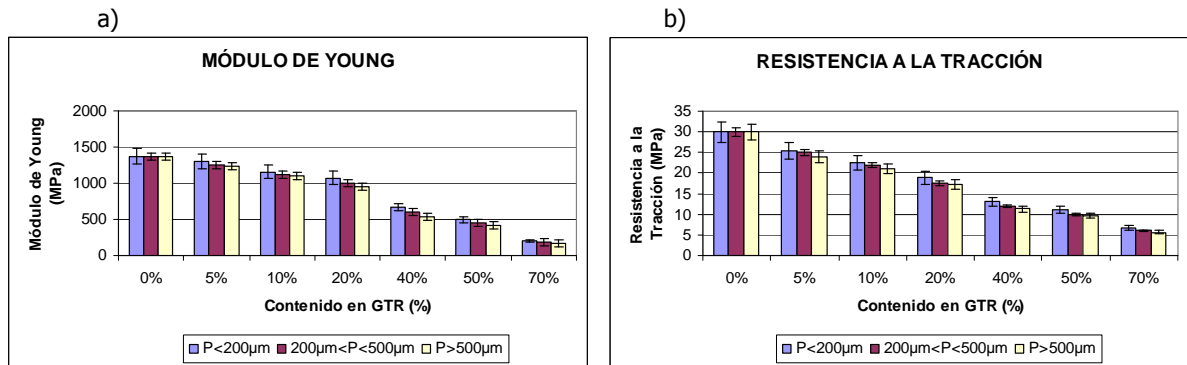 a)
MÓDULO DE YOUNG
Módulo de Young
(MPa)
2000
1500
1000
500
0
0% 5% 10% 20% 40% 50% 70%
Contenido en GTR (%)
P<200µm 200µm<P<500µm P>500µm
b)
RESISTENCIA A LA TRACCIÓN
Resistencia a la
Tracción (MPa)
35
30
25
20
15
10
5
0
0% 5% 10% 20% 40% 50% 70%
Contenido en GTR (%)
P<200µm 200µm<P<500µm P>500µm